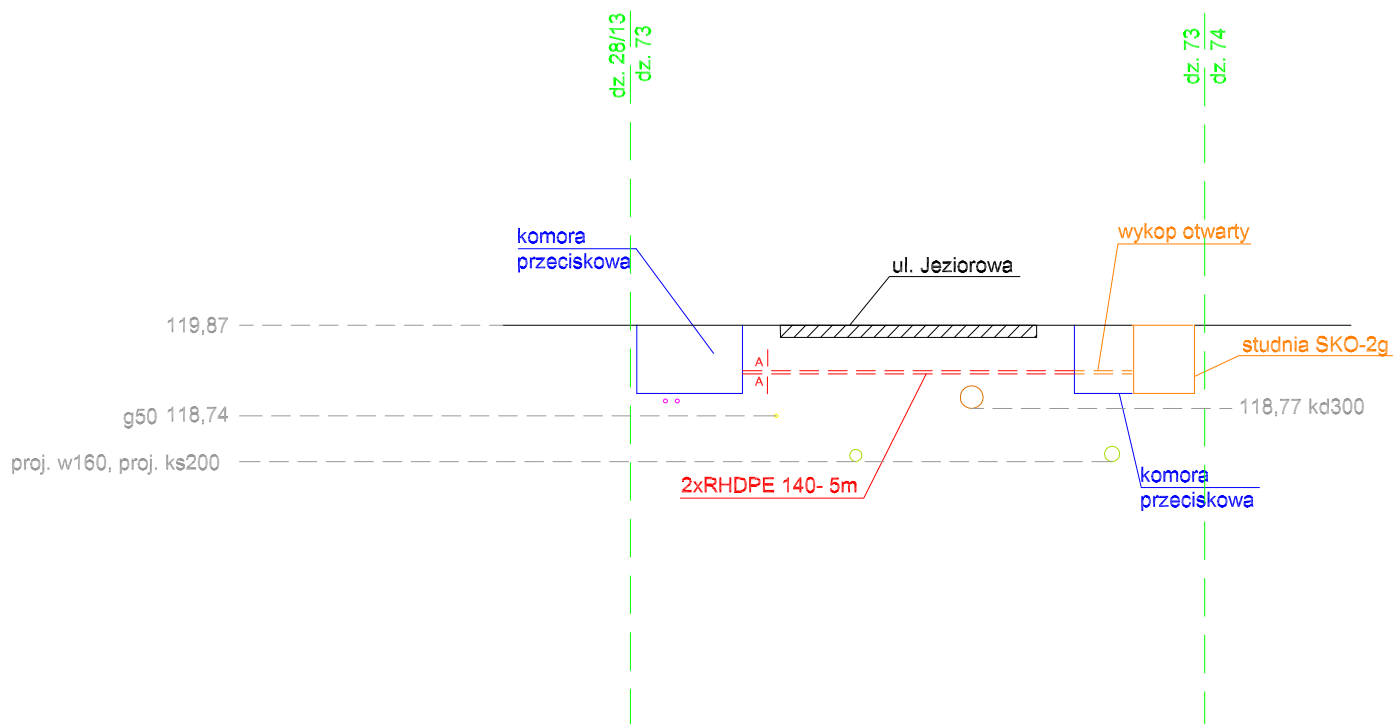 dz. 28/13
dz. 73
dz. 73
dz. 74
komora
przeciskowa
wykop otwarty
ul. Jeziorowa
119,87
studnia SKO-2g
A
A
g50 118,74
118,77 kd300
proj. w160, proj. ks200
2xRHDPE 140- 5m
komora
przeciskowa